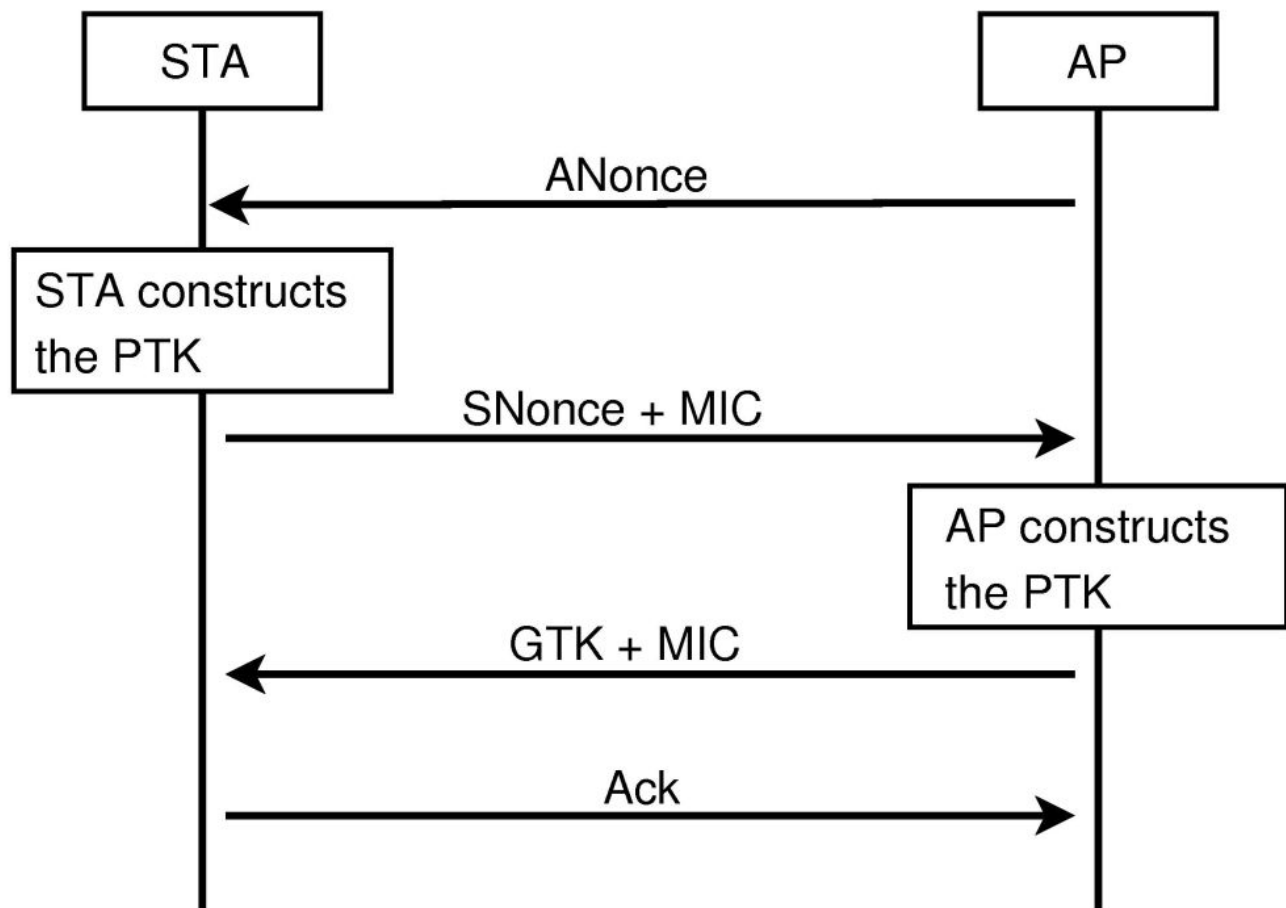 STA
AP
ANonce
STA constructs
the PTK
SNonce + MIC
AP constructs
the PTK
GTK + MIC
Ack